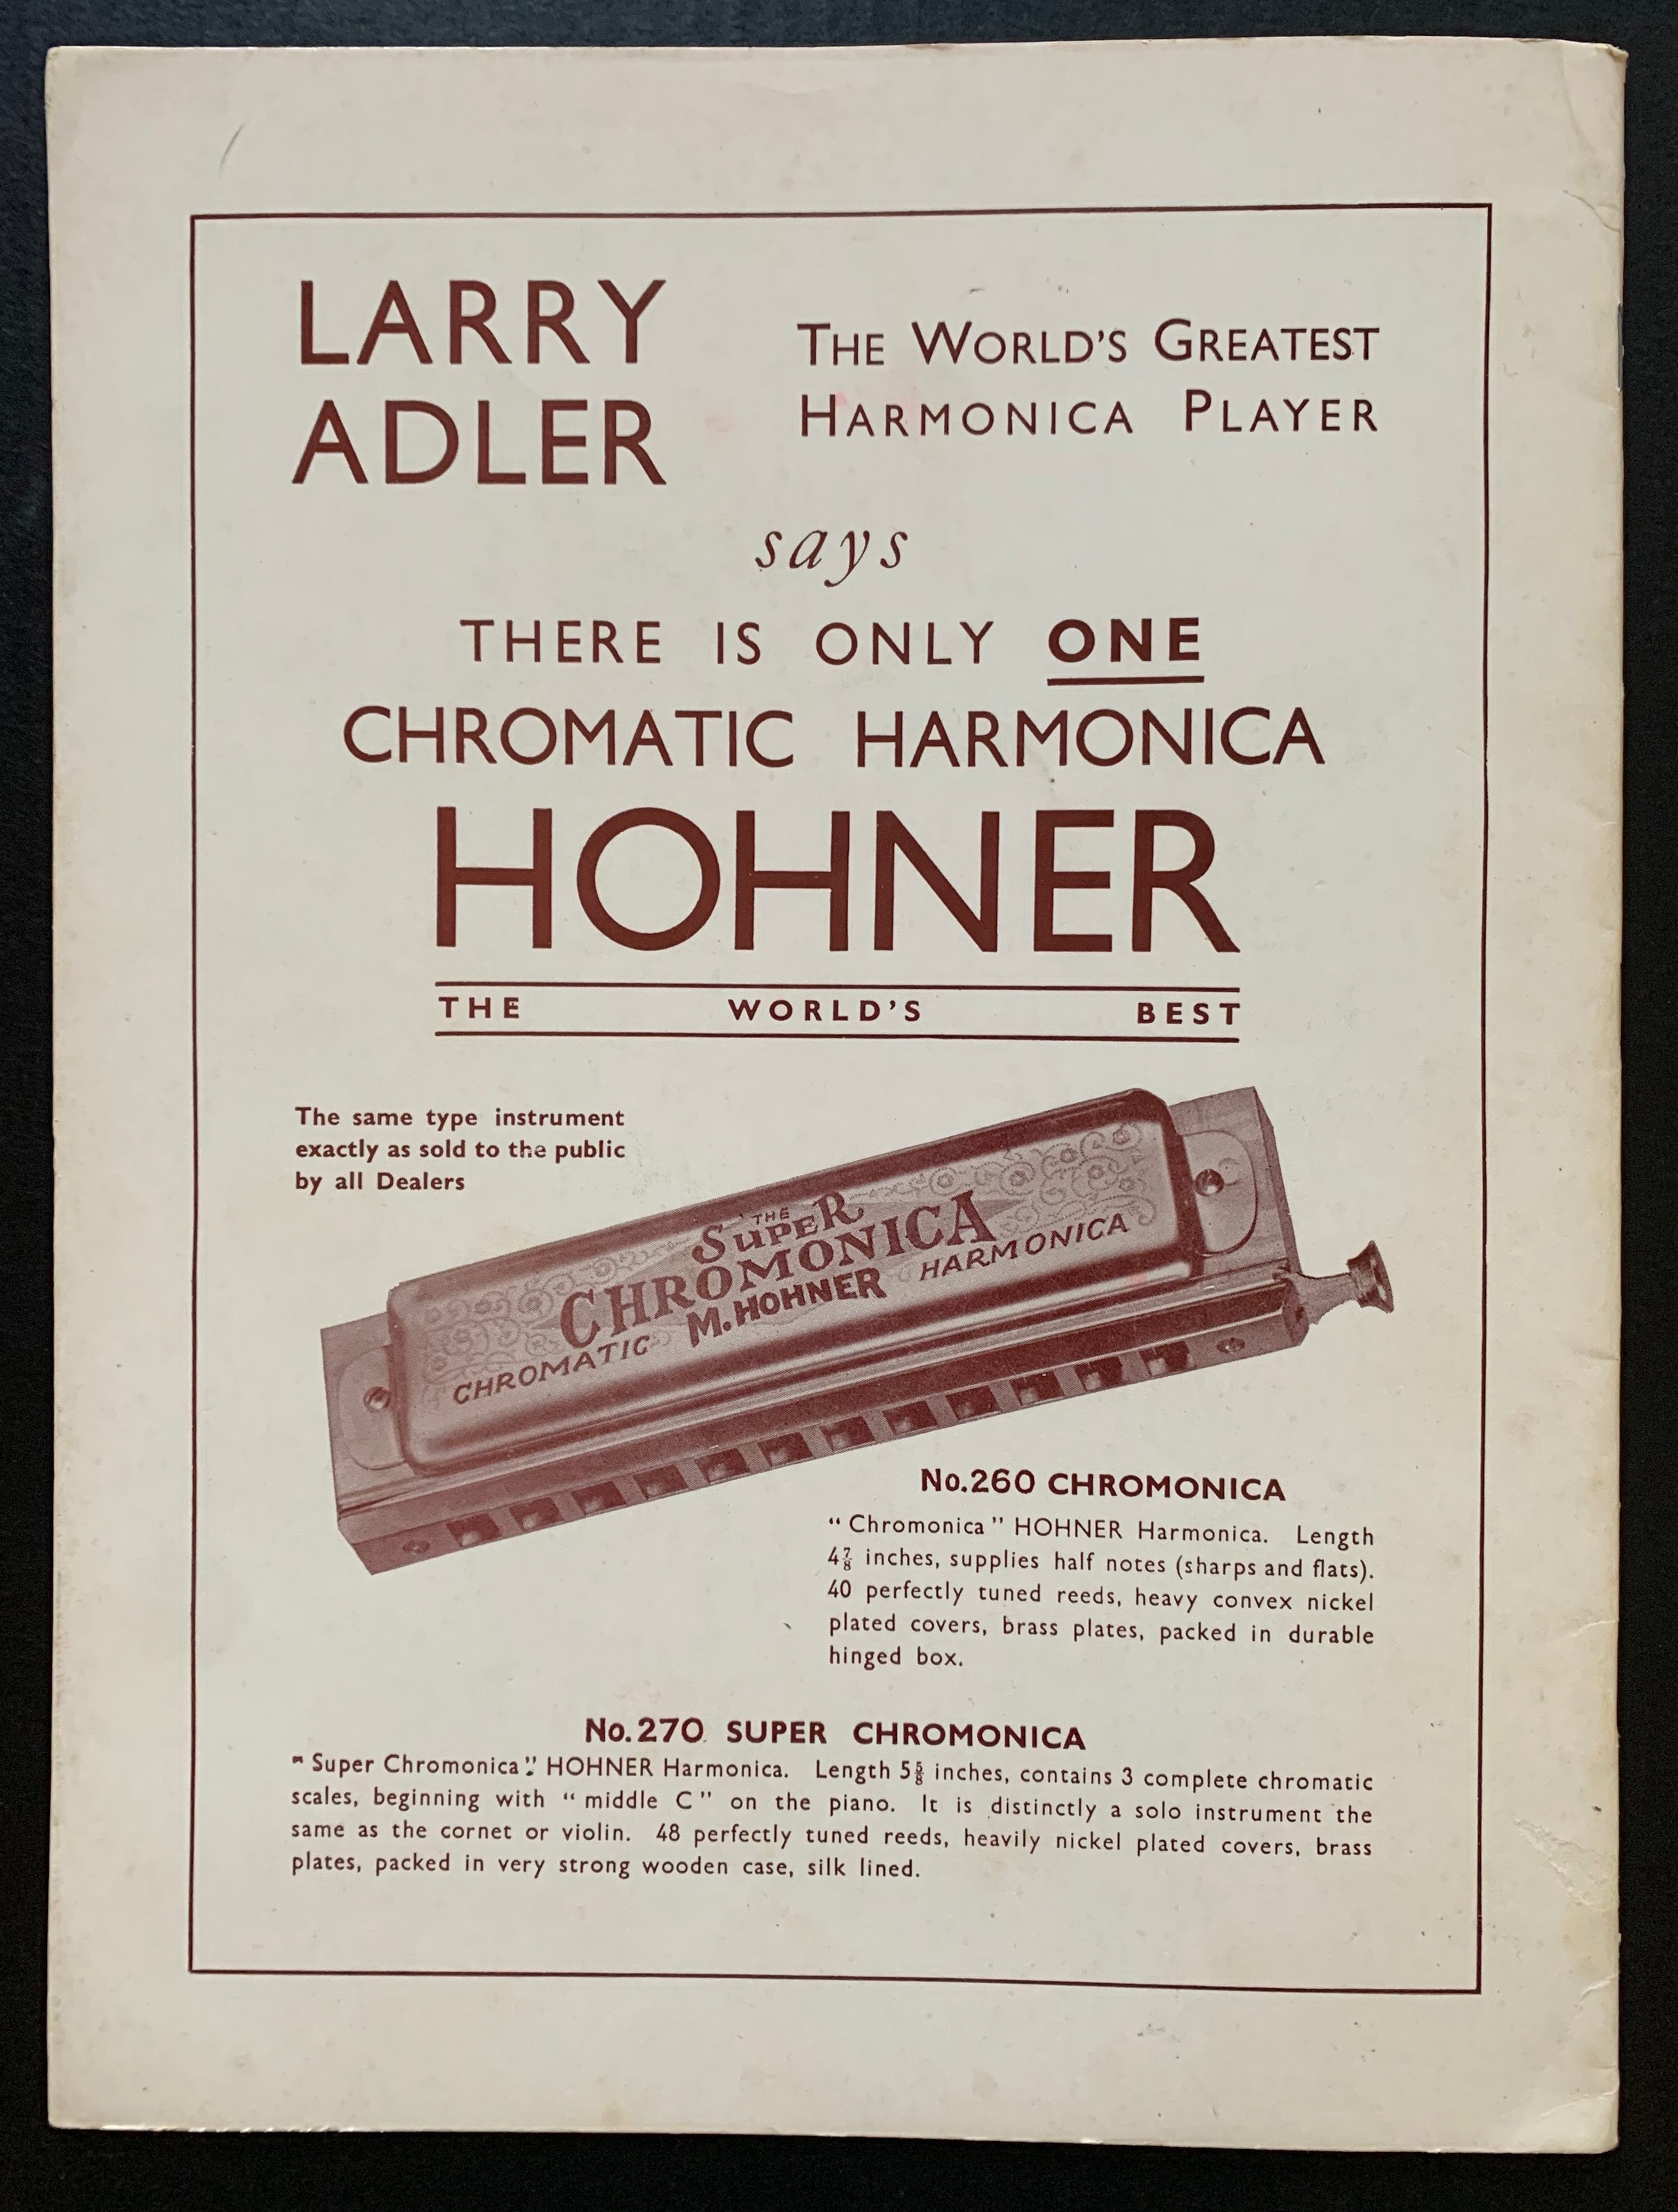 LARRY
ADLER
THE WORLD'S GREATEST
HARMONICA PLAYER
says
THERE IS ONLY ONE
CHROMATIC HARMONICA
HOHNER
THE WORLD'S BEST
The same type instrument
exactly as sold to the public
by all Dealers
THE
SUPER
CHROMONICA
M. HOHNER
CHROMATIC HARMONICA
No.260 CHROMONICA
“Chromonica” HOHNER Harmonica. Length
4⅞ inches, supplies half notes (sharps and flats).
40 perfectly tuned reeds, heavy convex nickel
plated covers, brass plates, packed in durable
hinged box.
No.270 SUPER CHROMONICA
“Super Chromonica” HOHNER Harmonica. Length 5⅝ inches, contains 3 complete chromatic
scales, beginning with “middle C” on the piano. It is distinctly a solo instrument the
same as the cornet or violin. 48 perfectly tuned reeds, heavily nickel plated covers, brass
plates, packed in very strong wooden case, silk lined.